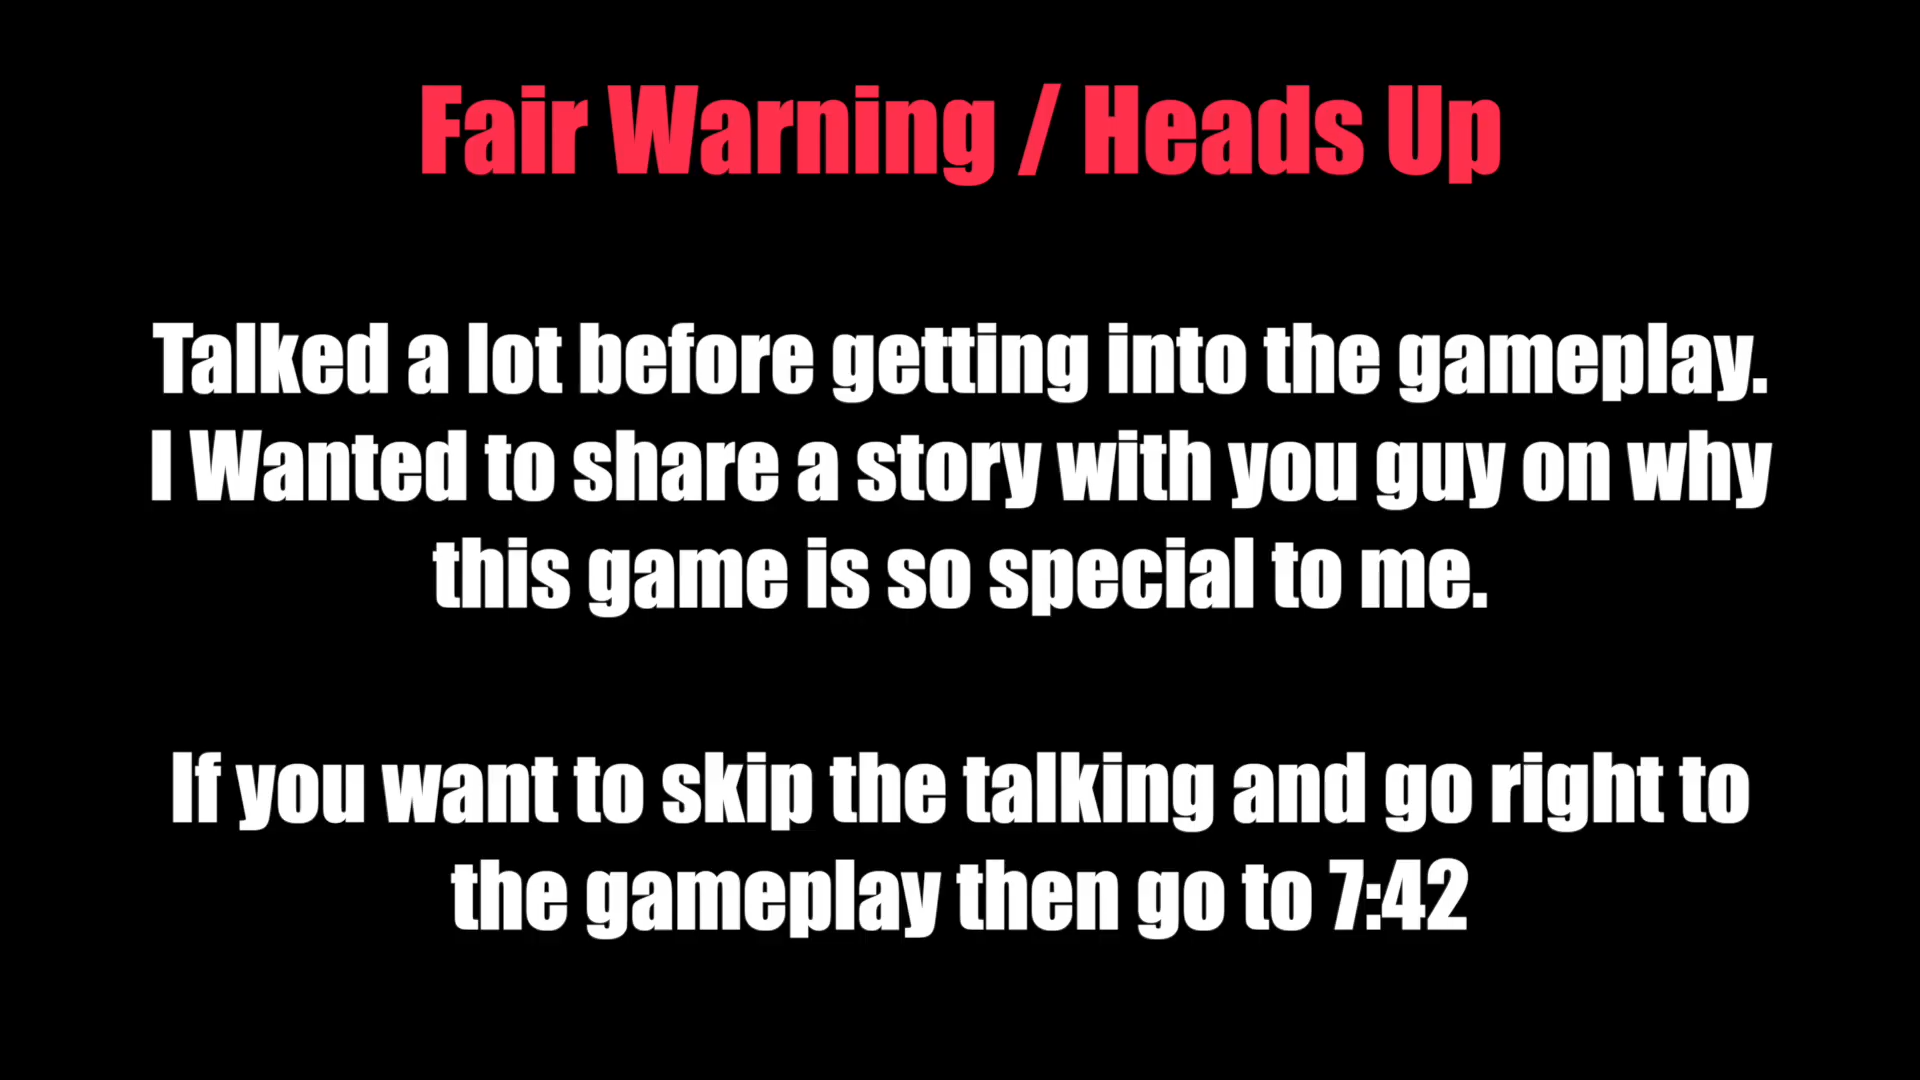 Fair Warning / Heads Up
Talked a lot before getting into the gameplay.
I Wanted to share a story with you guy on why
this game is so special to me.
If you want to skip the talking and go right to
the gameplay then go to 7:42